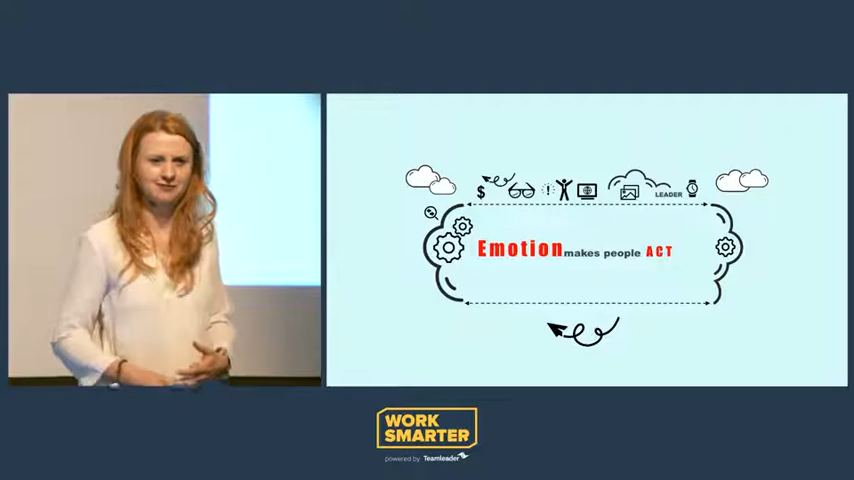 $ ! LEADER
Emotion makes people ACT
WORK
SMARTER
powered by Teamleader